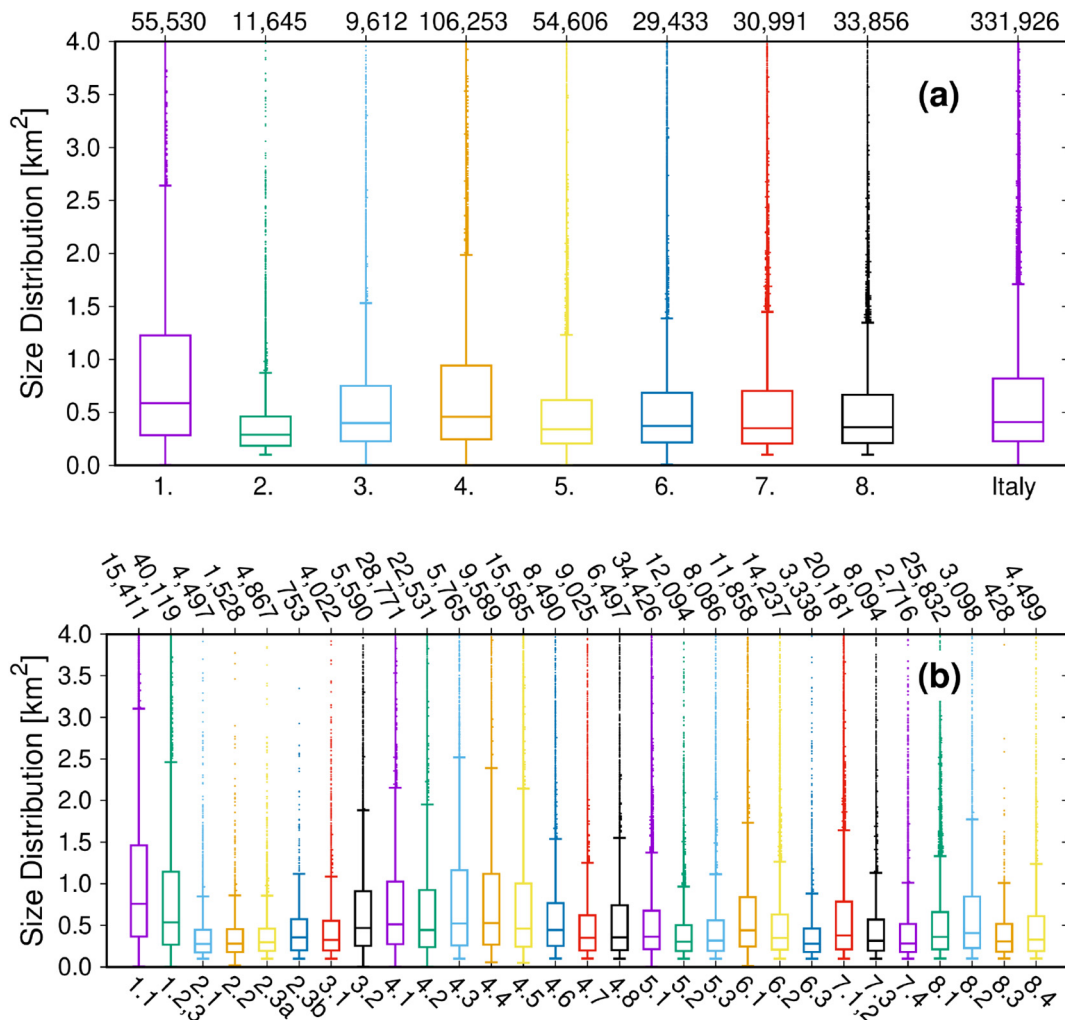 55,530 11,645 9,612 106,253 54,606 29,433 30,991 33,856 331,926
(a)
Size Distribution [km²]
4.0
3.5
3.0
2.5
2.0
1.5
1.0
0.5
0.0
1. 2. 3. 4. 5. 6. 7. 8. Italy
15,411 40,119 4,497 1,528 4,867 753 4,022 5,590 28,771 22,531 5,765 9,589 15,585 8,490 9,025 6,497 34,426 12,094 8,086 11,858 14,237 3,338 20,181 8,094 2,716 25,832 3,098 428 4,499
(b)
Size Distribution [km²]
4.0
3.5
3.0
2.5
2.0
1.5
1.0
0.5
0.0
1.1 1.2,3 2.1 2.2 2.3a 2.3b 3.1 3.2 4.1 4.2 4.3 4.4 4.5 4.6 4.7 4.8 5.1 5.2 5.3 6.1 6.2 6.3 7.1,2 7.3 7.4 8.1 8.2 8.3 8.4